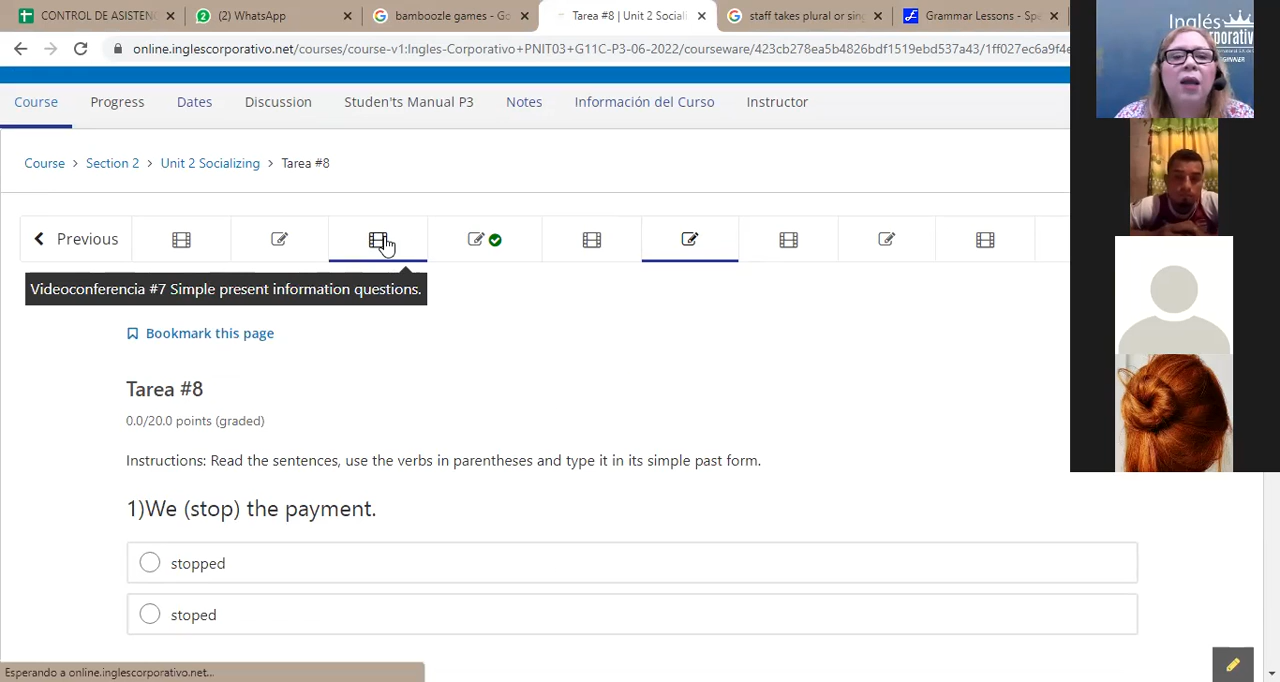 CONTROL DE ASISTEN
(2) WhatsApp
bamboozle games - Go
Tarea #8 | Unit 2 Sociali
staff takes plural or sin
Grammar Lessons - Spe
online.inglescorporativo.net/courses/course-v1:Ingles-Corporativo+PNIT03+G11C-P3-06-2022/courseware/423cb278ea5b4826bdf1519ebd537a43/1ff027ec6a9f4e
Inglés
Course
Progress
Dates
Discussion
Student'ts Manual P3
Notes
Información del Curso
Instructor
Course > Section 2 > Unit 2 Socializing > Tarea #8
Previous
Videoconferencia #7 Simple present information questions.
Bookmark this page
Tarea #8
0.0/20.0 points (graded)
Instructions: Read the sentences, use the verbs in parentheses and type it in its simple past form.
1)We (stop) the payment.
stopped
stoped
Esperando a online.inglescorporativo.net...